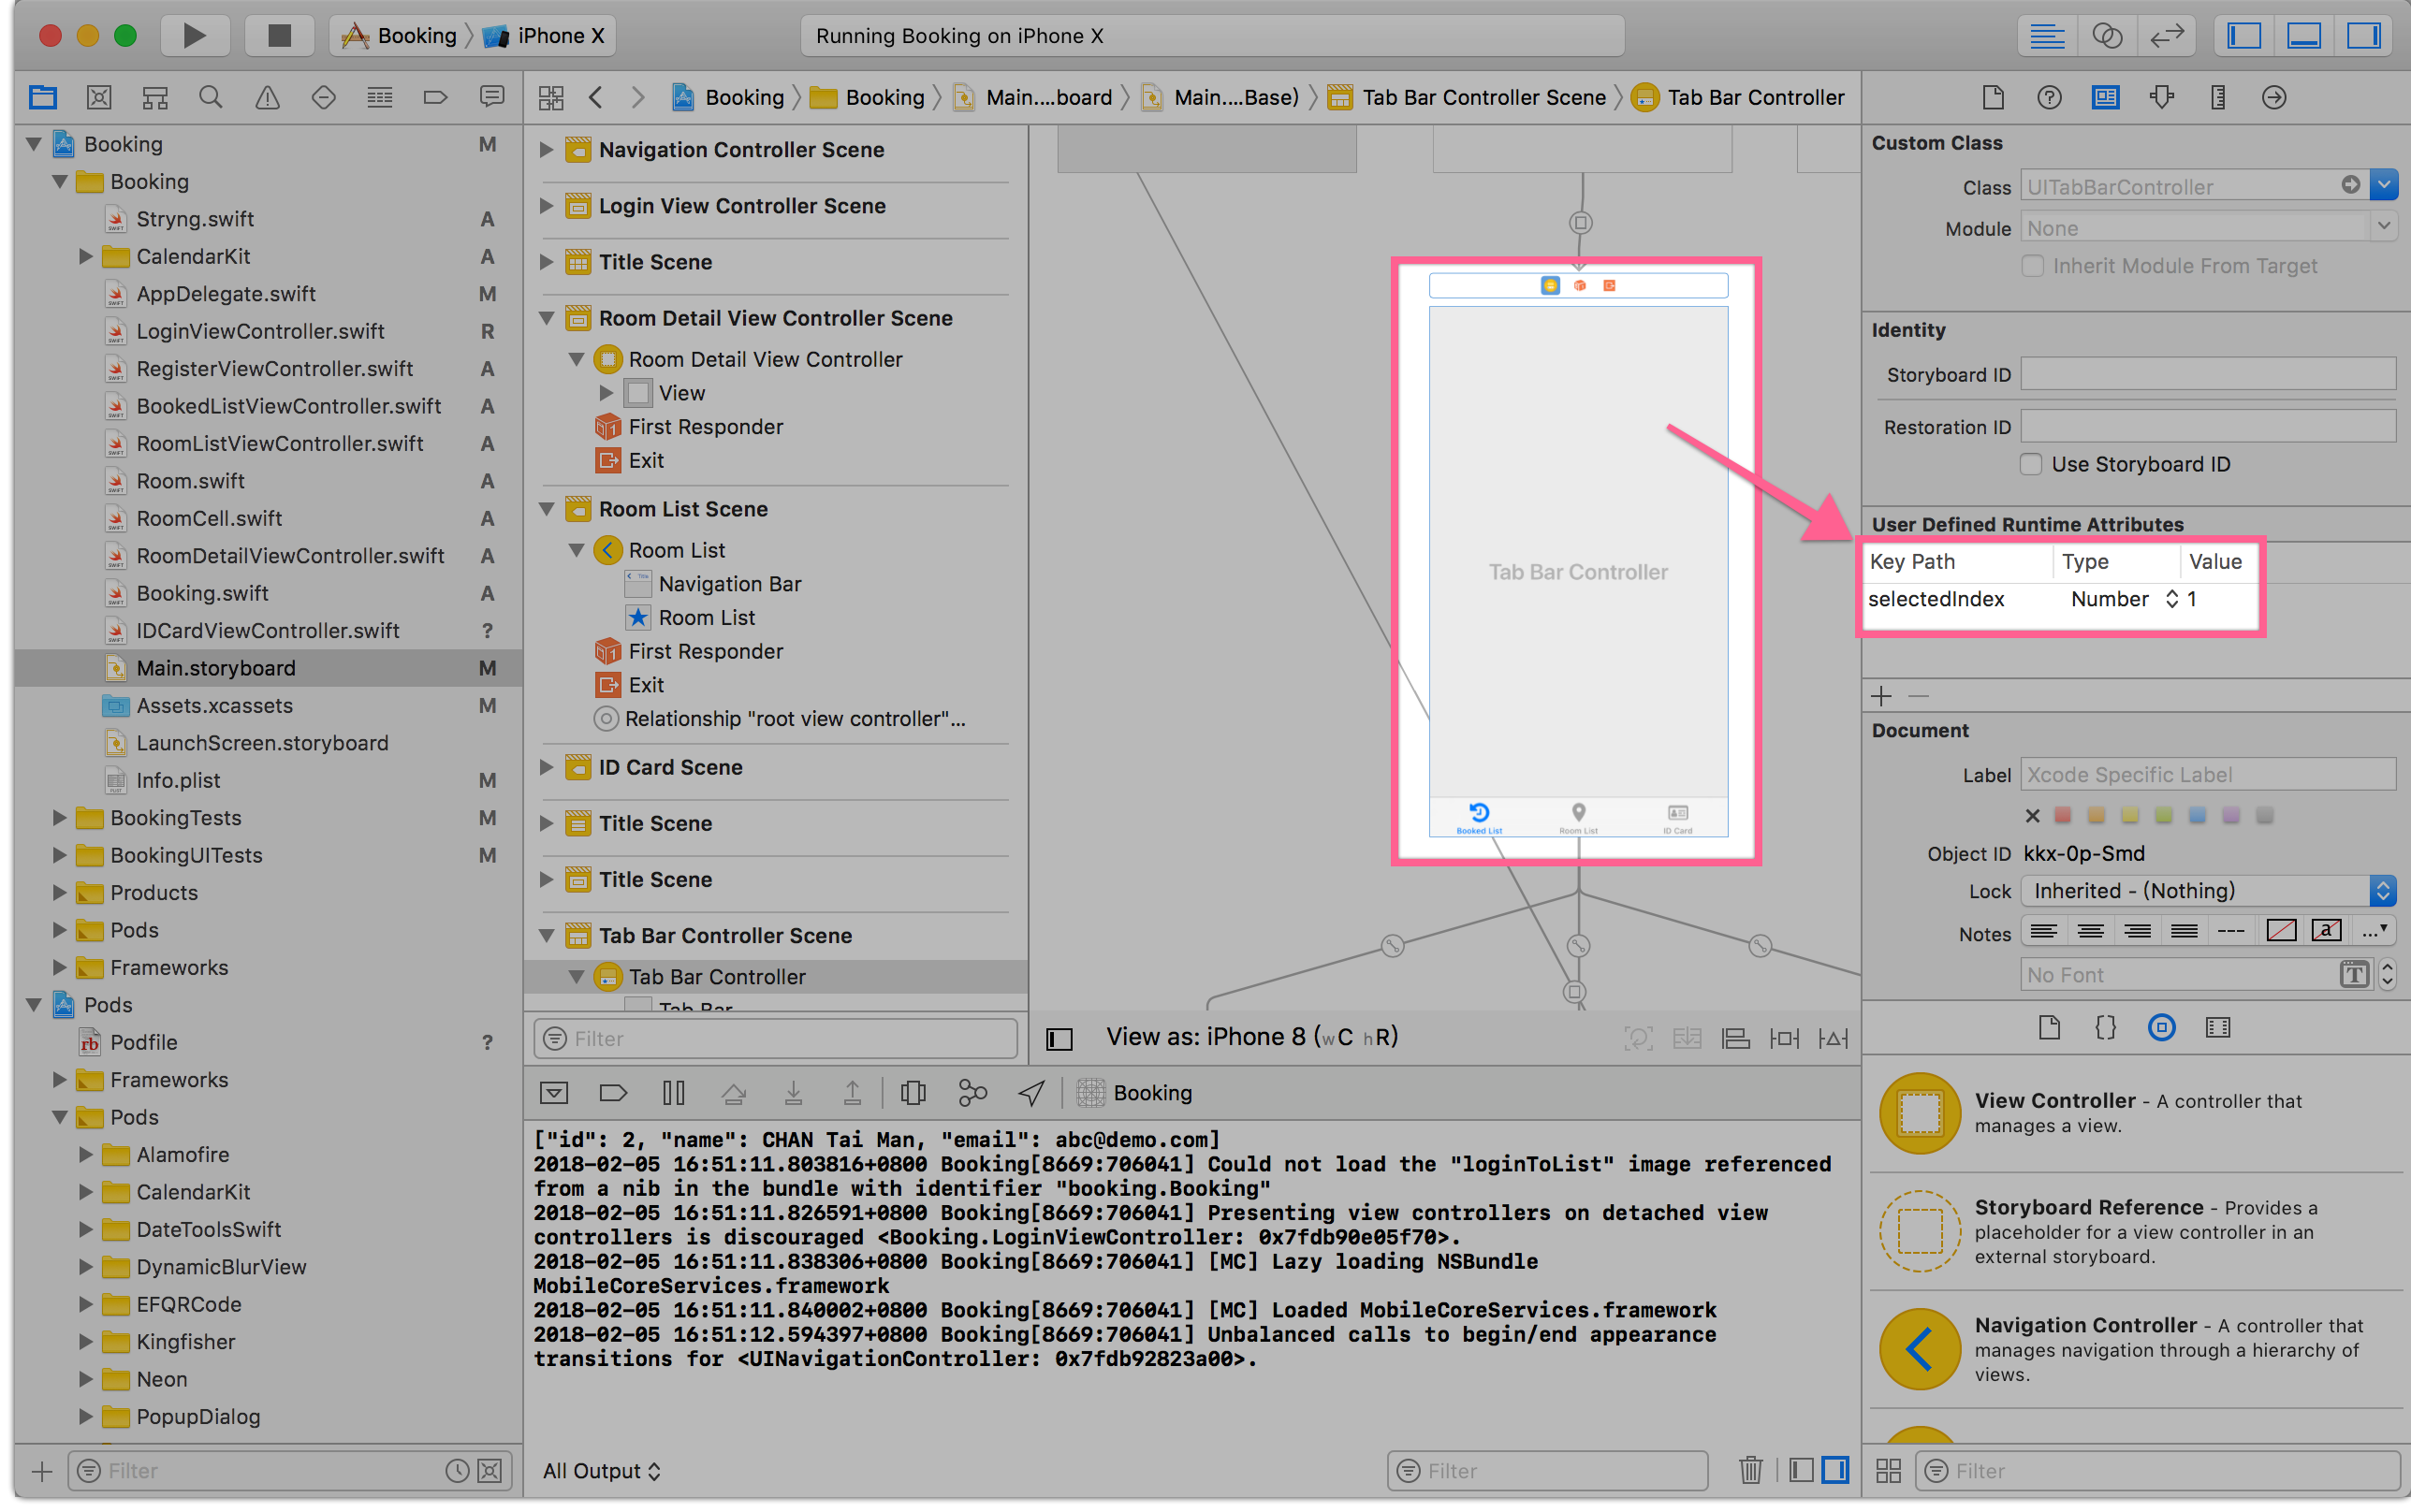 Booking 〉 iPhone X
Running Booking on iPhone X
Booking 〉 Booking 〉 Main....board 〉 Main....Base) 〉 Tab Bar Controller Scene 〉 Tab Bar Controller
Booking M
Booking
Stryng.swift A
CalendarKit A
AppDelegate.swift M
LoginViewController.swift R
RegisterViewController.swift A
BookedListViewController.swift A
RoomListViewController.swift A
Room.swift A
RoomCell.swift A
RoomDetailViewController.swift A
Booking.swift A
IDCardViewController.swift ?
Main.storyboard M
Assets.xcassets M
LaunchScreen.storyboard
Info.plist M
BookingTests M
BookingUITests M
Products
Pods
Frameworks
Pods
Podfile ?
Frameworks
Pods
Alamofire
CalendarKit
DateToolsSwift
DynamicBlurView
EFQRCode
Kingfisher
Neon
PopupDialog
Filter
Navigation Controller Scene
Login View Controller Scene
Title Scene
Room Detail View Controller Scene
Room Detail View Controller
View
First Responder
Exit
Room List Scene
Room List
Navigation Bar
Room List
First Responder
Exit
Relationship "root view controller"...
ID Card Scene
Title Scene
Title Scene
Tab Bar Controller Scene
Tab Bar Controller
Tab Bar
Filter
Tab Bar Controller
Booked List Room List ID Card
View as: iPhone 8 (wC hR)
Booking
["id": 2, "name": CHAN Tai Man, "email": abc@demo.com]
2018-02-05 16:51:11.803816+0800 Booking[8669:706041] Could not load the "loginToList" image referenced
from a nib in the bundle with identifier "booking.Booking"
2018-02-05 16:51:11.826591+0800 Booking[8669:706041] Presenting view controllers on detached view
controllers is discouraged <Booking.LoginViewController: 0x7fdb90e05f70>.
2018-02-05 16:51:11.838306+0800 Booking[8669:706041] [MC] Lazy loading NSBundle
MobileCoreServices.framework
2018-02-05 16:51:11.840002+0800 Booking[8669:706041] [MC] Loaded MobileCoreServices.framework
2018-02-05 16:51:12.594397+0800 Booking[8669:706041] Unbalanced calls to begin/end appearance
transitions for <UINavigationController: 0x7fdb92823a00>.
All Output
Filter
Custom Class
Class UITabBarController
Module None
Inherit Module From Target
Identity
Storyboard ID
Restoration ID
Use Storyboard ID
User Defined Runtime Attributes
Key Path Type Value
selectedIndex Number 1
Document
Label Xcode Specific Label
Object ID kkx-0p-Smd
Lock Inherited - (Nothing)
Notes
No Font
View Controller - A controller that
manages a view.
Storyboard Reference - Provides a
placeholder for a view controller in an
external storyboard.
Navigation Controller - A controller that
manages navigation through a hierarchy of
views.
Filter